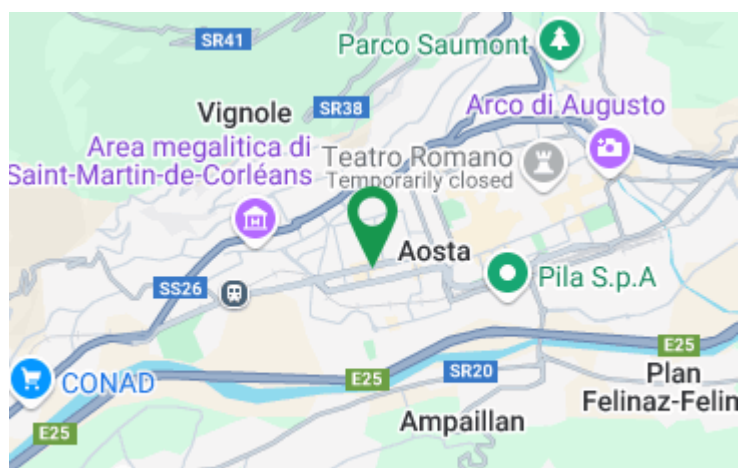 SR41
Parco Saumont
Vignole
SR38
Arco di Augusto
Area megalitica di
Saint-Martin-de-Corléans
Teatro Romano
Temporarily closed
Aosta
Pila S.p.A
SS26
E25
CONAD
E25
SR20
Plan
Felinaz-Felin
Ampaillan
E25